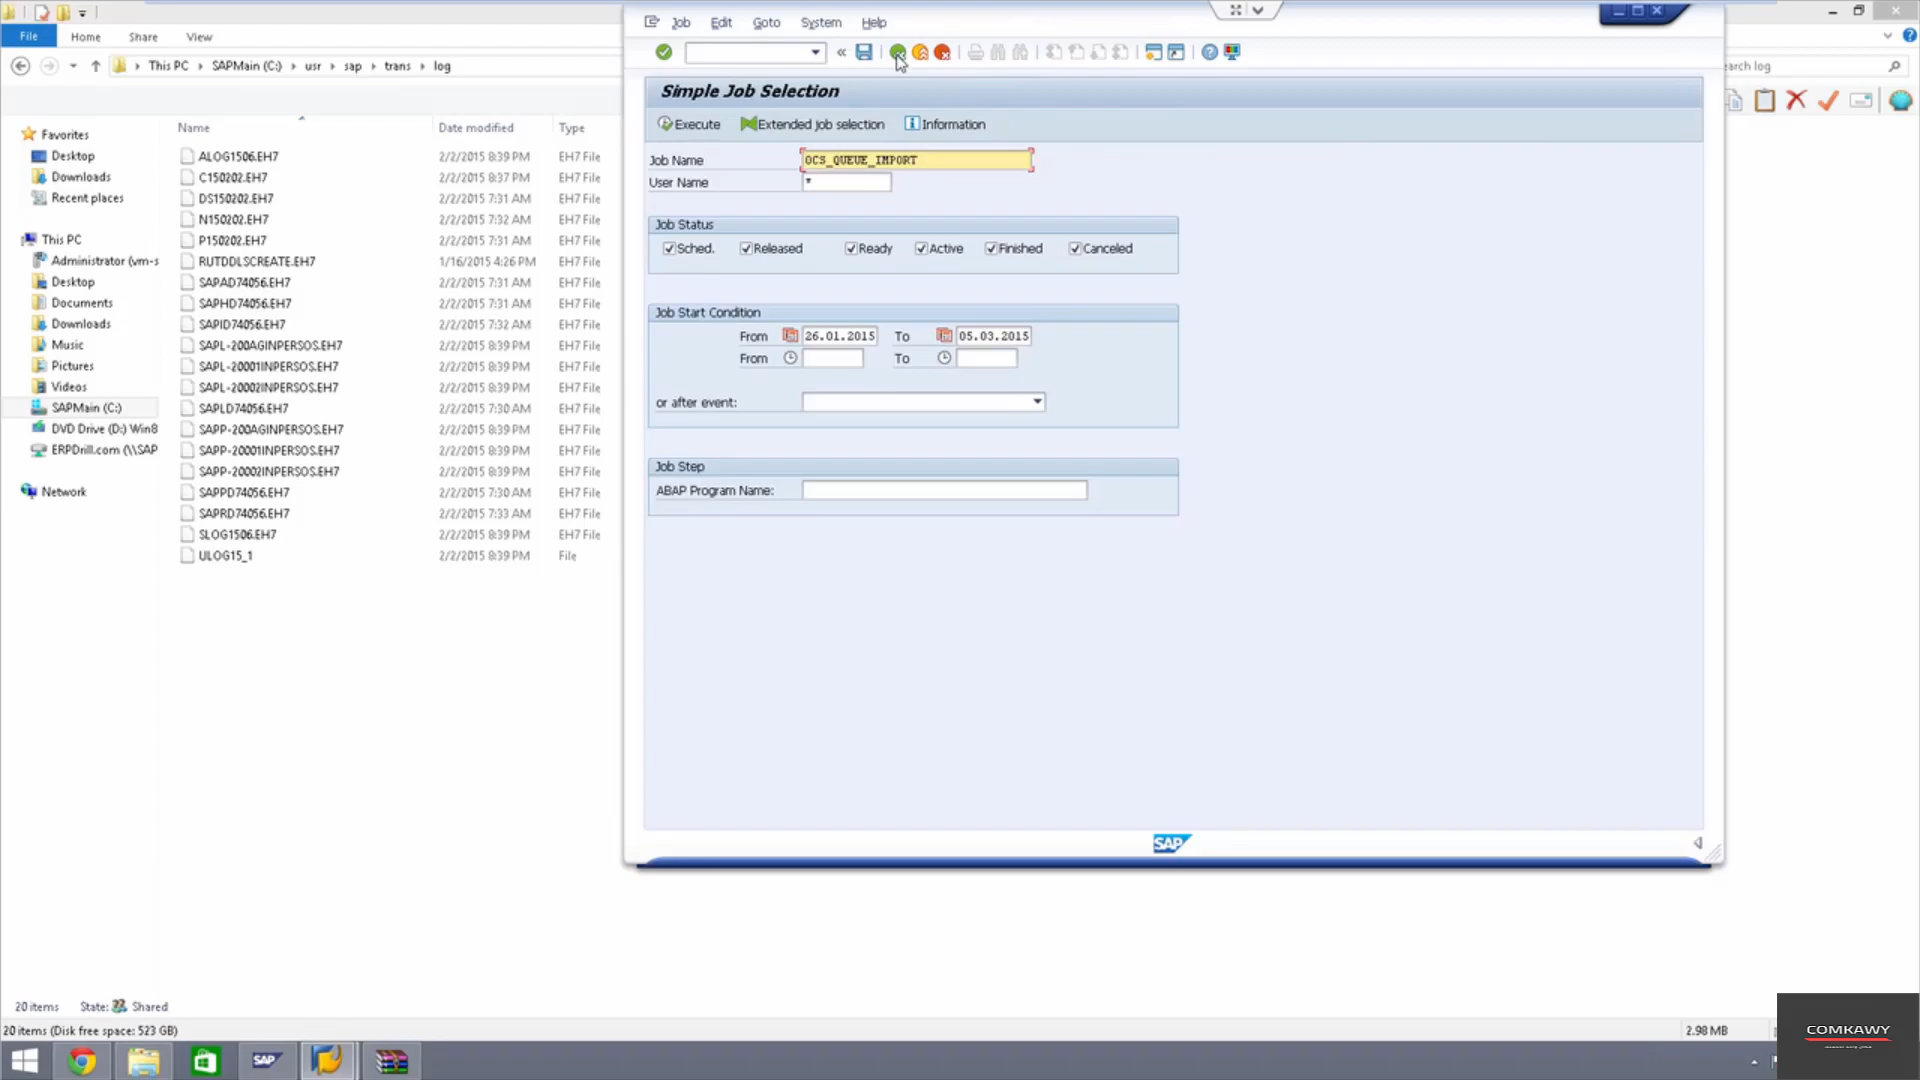 File Home Share View
This PC SAPMain (C:) usr sap trans log
Name Date modified Type
Favorites
Desktop
Downloads
Recent places
This PC
Administrator (vm-s
Desktop
Documents
Downloads
Music
Pictures
Videos
SAPMain (C:)
DVD Drive (D:) Win8
ERPDrill.com (\\SAP
Network
ALOG1506.EH7 2/2/2015 8:39 PM EH7 File
C150202.EH7 2/2/2015 8:37 PM EH7 File
DS150202.EH7 2/2/2015 7:31 AM EH7 File
N150202.EH7 2/2/2015 7:32 AM EH7 File
P150202.EH7 2/2/2015 7:31 AM EH7 File
RUTDDLSCREATE.EH7 1/16/2015 4:26 PM EH7 File
SAPAD74056.EH7 2/2/2015 7:31 AM EH7 File
SAPHD74056.EH7 2/2/2015 7:31 AM EH7 File
SAPID74056.EH7 2/2/2015 7:32 AM EH7 File
SAPL-200AGINPERSOS.EH7 2/2/2015 8:39 PM EH7 File
SAPL-20001INPERSOS.EH7 2/2/2015 8:39 PM EH7 File
SAPL-20002INPERSOS.EH7 2/2/2015 8:39 PM EH7 File
SAPLD74056.EH7 2/2/2015 7:30 AM EH7 File
SAPP-200AGINPERSOS.EH7 2/2/2015 8:39 PM EH7 File
SAPP-20001INPERSOS.EH7 2/2/2015 8:39 PM EH7 File
SAPP-20002INPERSOS.EH7 2/2/2015 8:39 PM EH7 File
SAPPD74056.EH7 2/2/2015 7:30 AM EH7 File
SAPRD74056.EH7 2/2/2015 7:33 AM EH7 File
SLOG1506.EH7 2/2/2015 8:39 PM EH7 File
ULOG15_1 2/2/2015 8:39 PM File
Job Edit Goto System Help
Simple Job Selection
Execute Extended job selection Information
Job Name OCS_QUEUE_IMPORT
User Name *
Job Status
Sched. Released Ready Active Finished Canceled
Job Start Condition
From 26.01.2015 To 05.03.2015
From To
or after event:
Job Step
ABAP Program Name:
SAP
earch log
20 items State: Shared
20 items (Disk free space: 523 GB) 2.98 MB
SAP
COMKAWY